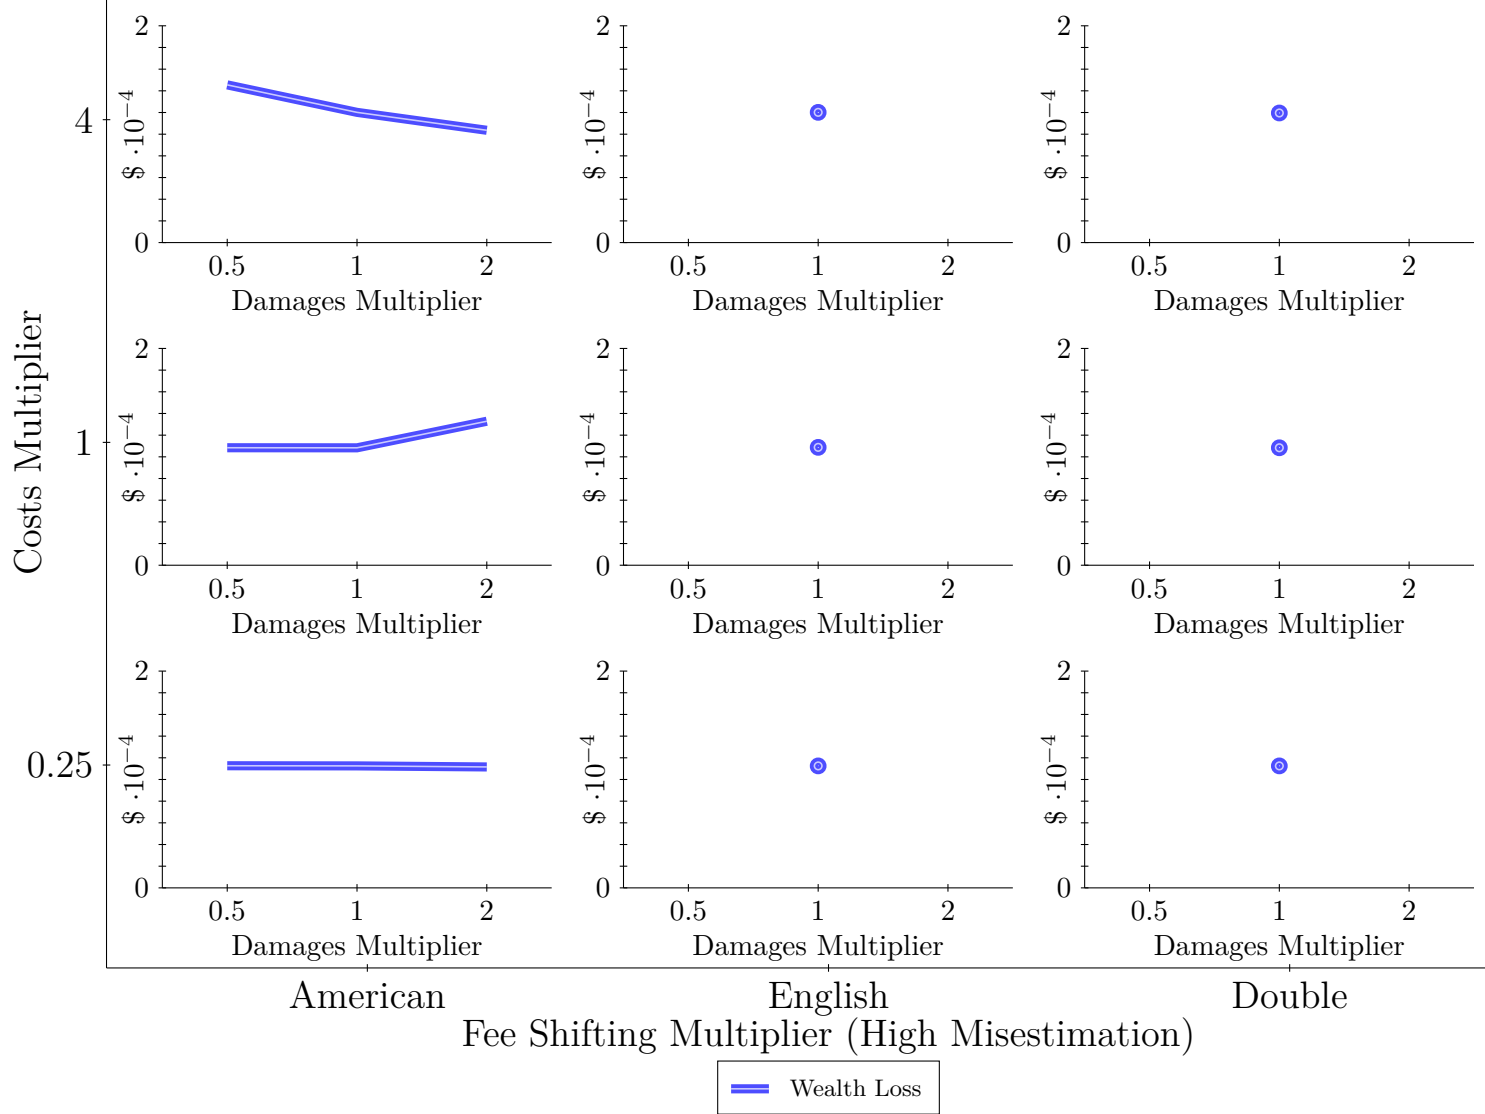 2
2
2
$ ·10−4
$ ·10−4
$ ·10−4
4
0
0
0
0.5 1 2
0.5 1 2
0.5 1 2
Damages Multiplier
Damages Multiplier
Damages Multiplier
Costs Multiplier
2
2
2
$ ·10−4
$ ·10−4
$ ·10−4
1
0
0
0
0.5 1 2
0.5 1 2
0.5 1 2
Damages Multiplier
Damages Multiplier
Damages Multiplier
2
2
2
$ ·10−4
$ ·10−4
$ ·10−4
0.25
0
0
0
0.5 1 2
0.5 1 2
0.5 1 2
Damages Multiplier
Damages Multiplier
Damages Multiplier
American
English
Double
Fee Shifting Multiplier (High Misestimation)
Wealth Loss